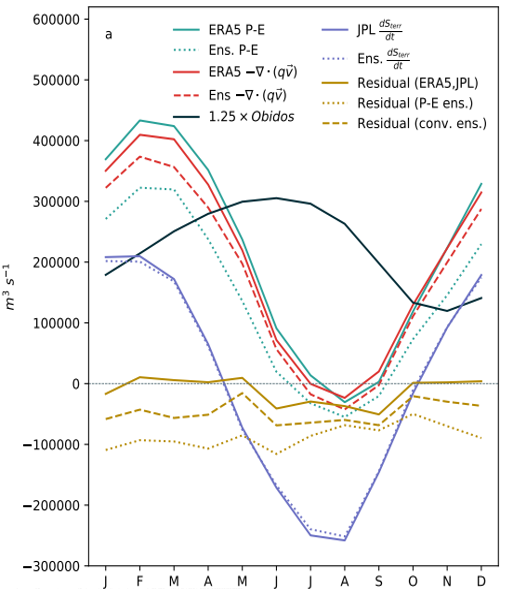 a
ERA5 P-E
Ens. P-E
ERA5 −∇·(qv⃗)
Ens −∇·(qv⃗)
1.25 × Obidos
JPL dS_terr/dt
Ens. dS_terr/dt
Residual (ERA5,JPL)
Residual (P-E ens.)
Residual (conv. ens.)
m³ s⁻¹
600000
500000
400000
300000
200000
100000
0
−100000
−200000
−300000
J F M A M J J A S O N D